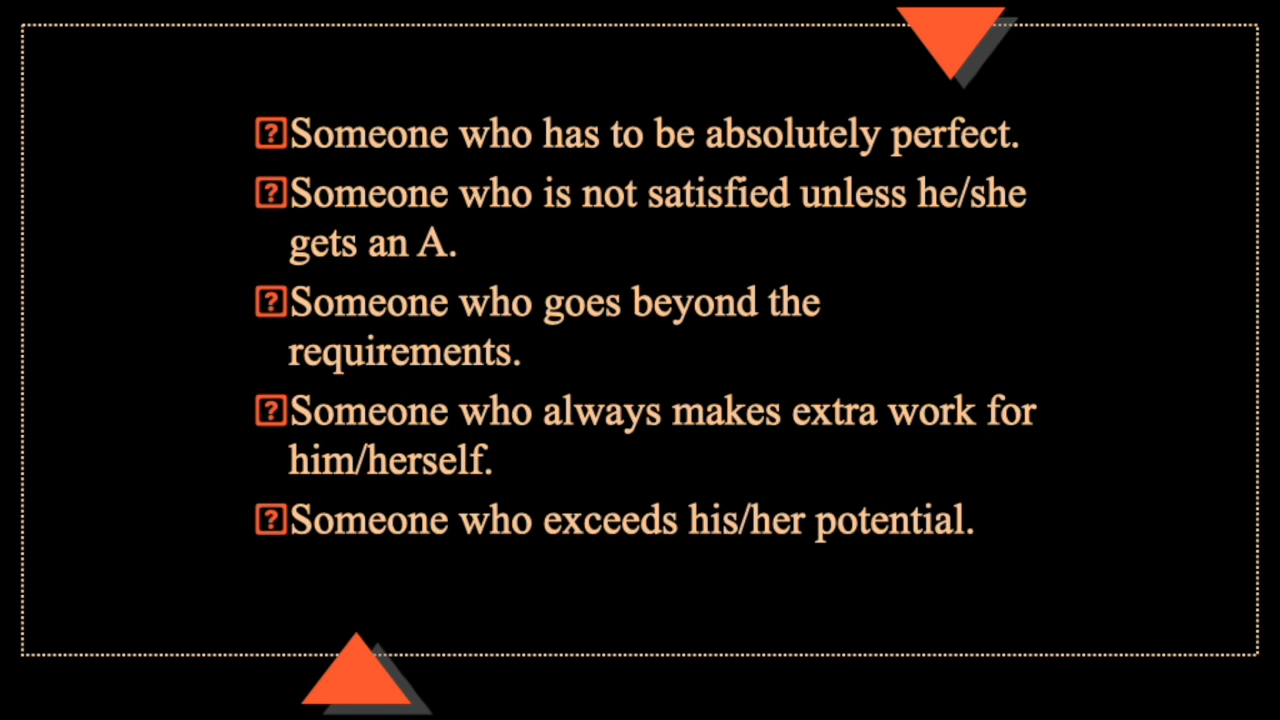 Someone who has to be absolutely perfect.
Someone who is not satisfied unless he/she
gets an A.
Someone who goes beyond the
requirements.
Someone who always makes extra work for
him/herself.
Someone who exceeds his/her potential.